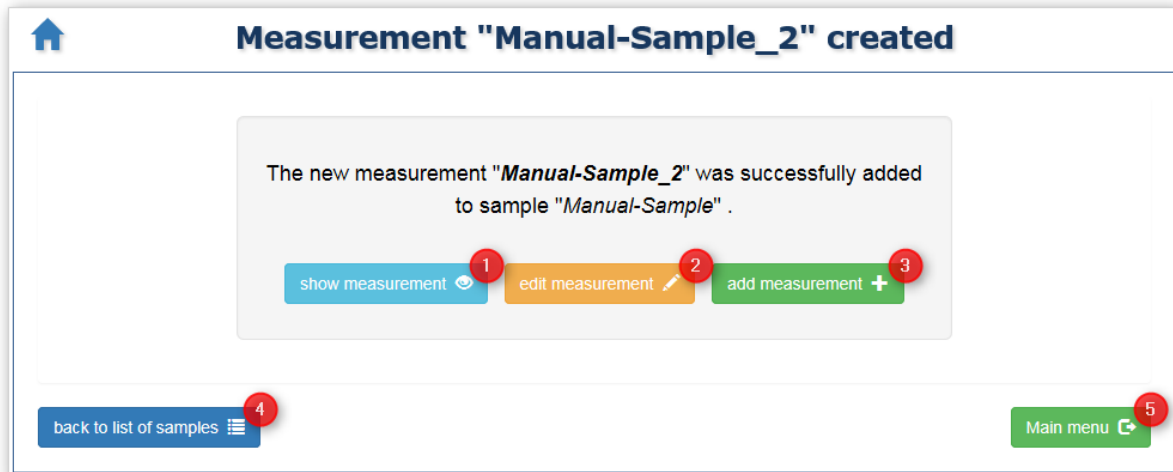 Measurement "Manual-Sample_2" created
The new measurement "Manual-Sample_2" was successfully added
to sample "Manual-Sample" .
show measurement 1
edit measurement 2
add measurement 3
back to list of samples 4
Main menu 5